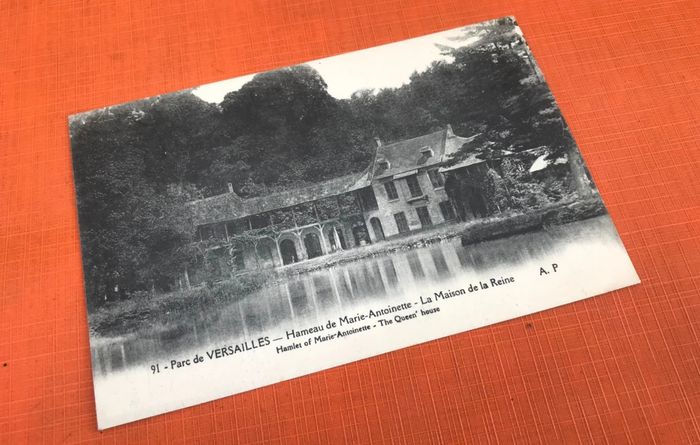 91 - Parc de VERSAILLES — Hameau de Marie-Antoinette - La Maison de la Reine A. P
Hamlet of Marie-Antoinette - The Queen' house